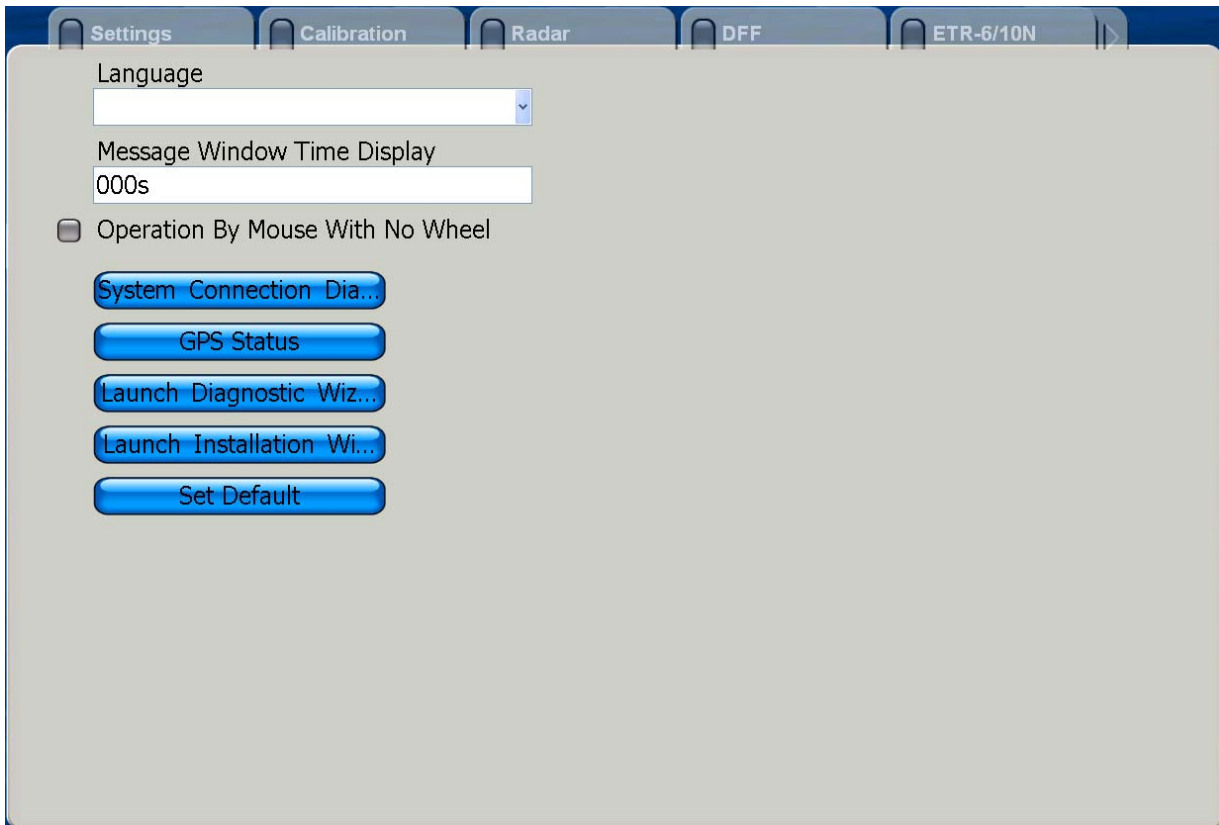 Settings Calibration Radar DFF ETR-6/10N
Language
Message Window Time Display
000s
Operation By Mouse With No Wheel
System Connection Dia...
GPS Status
Launch Diagnostic Wiz...
Launch Installation Wi...
Set Default